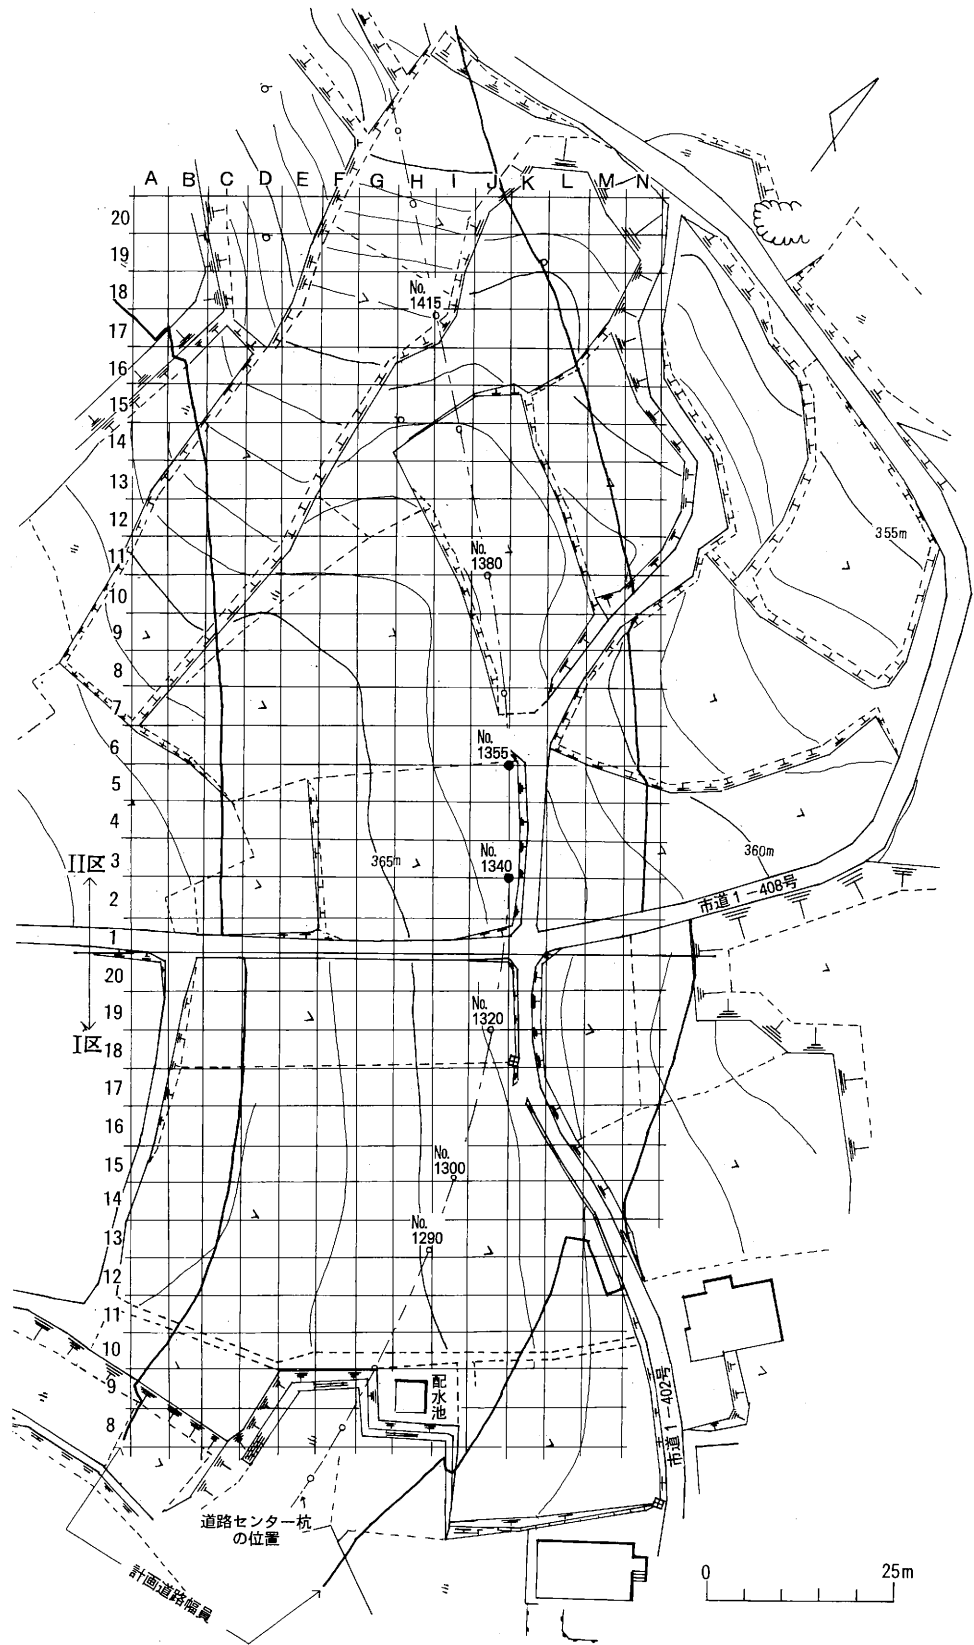 A B C D E F G H I J K L M N
20
19
18
17
16
15
14
13
12
11
10
9
8
7
6
5
4
3
2
1
No.
1415
No.
1380
No.
1355
No.
1340
355m
360m
365m
市道1-408号
II区
I区
20
19
18
17
16
15
14
13
12
11
10
9
8
No.
1320
No.
1300
No.
1290
配水池
市道1-402号
道路センター杭
の位置
計画道路幅員
0 25m